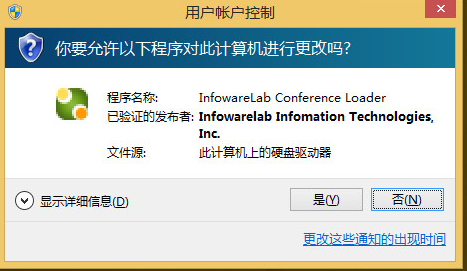 用户帐户控制
你要允许以下程序对此计算机进行更改吗?
程序名称: InfowareLab Conference Loader
已验证的发布者: Infowarelab Infomation Technologies,
Inc.
文件源: 此计算机上的硬盘驱动器
显示详细信息(D)
是(Y)
否(N)
更改这些通知的出现时间